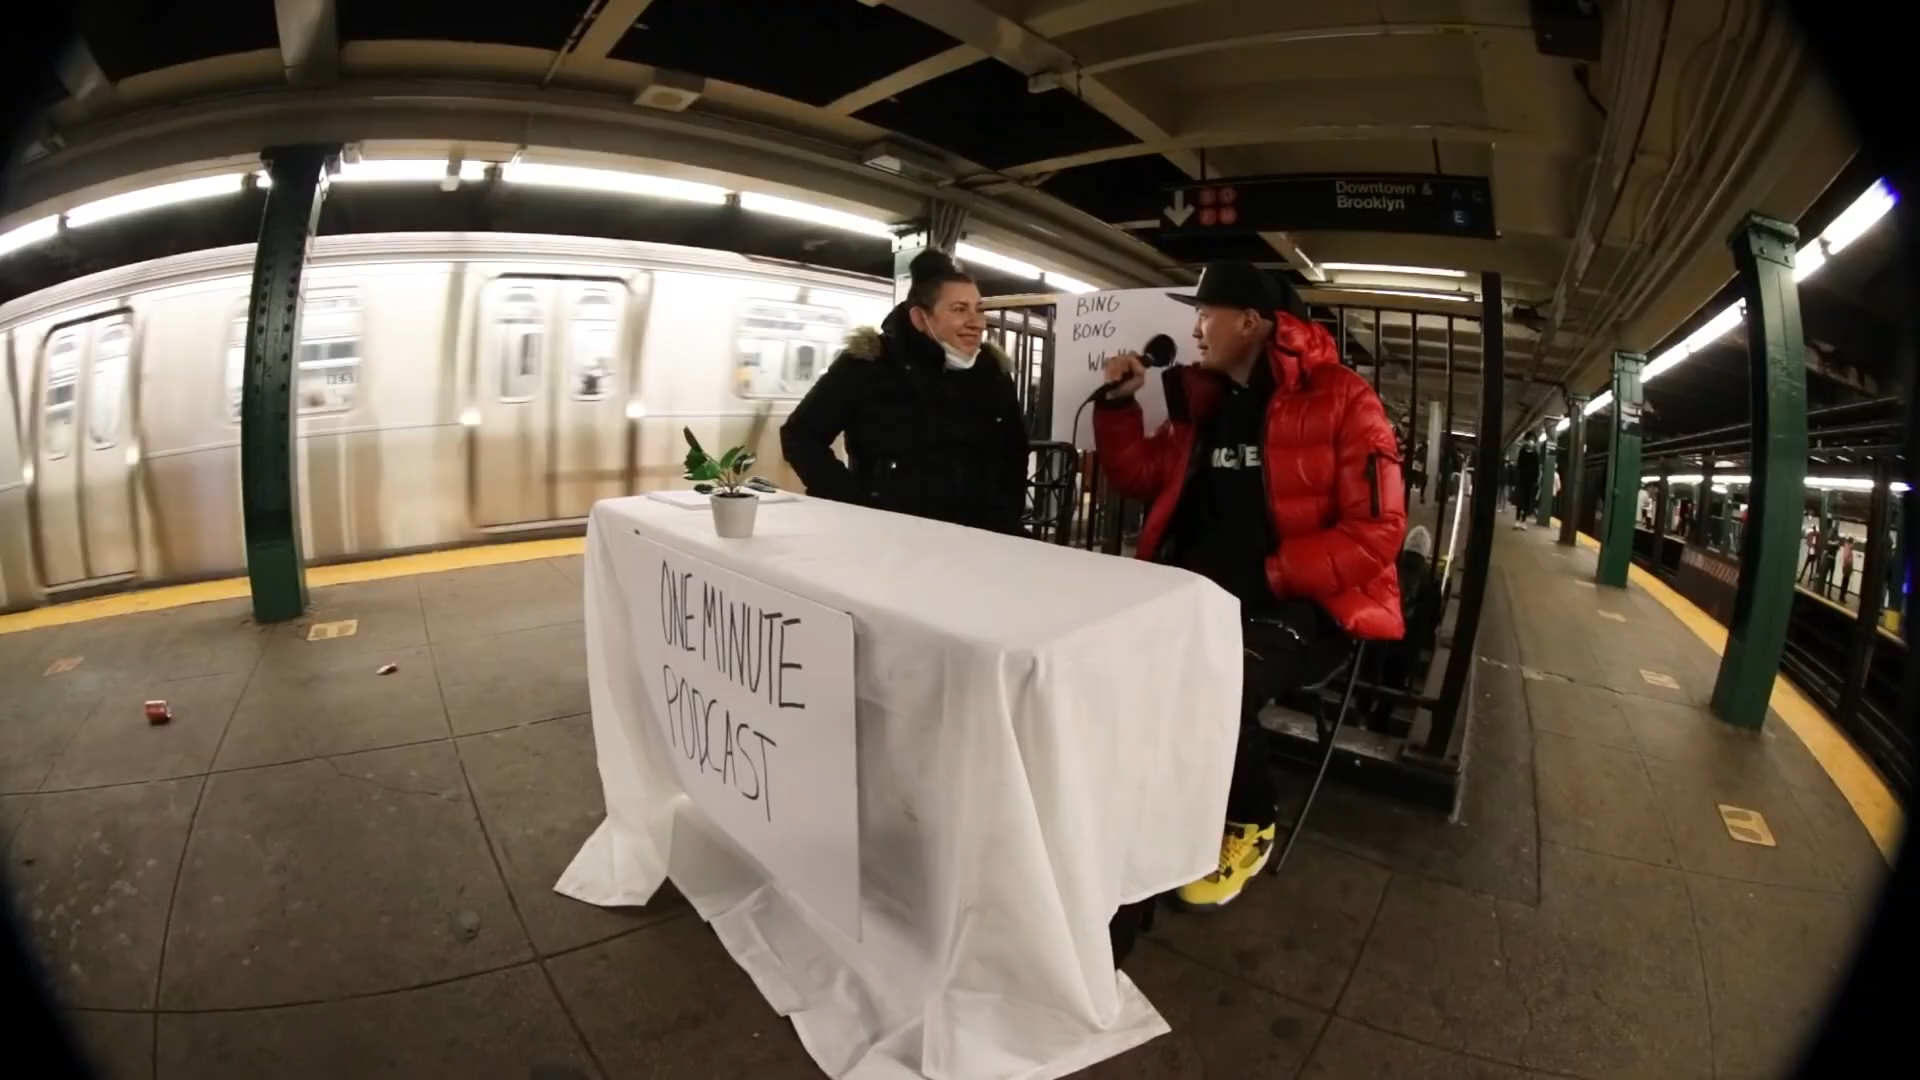 Downtown &
Brooklyn
A C
E
BING
BONG
ONE MINUTE
PODCAST